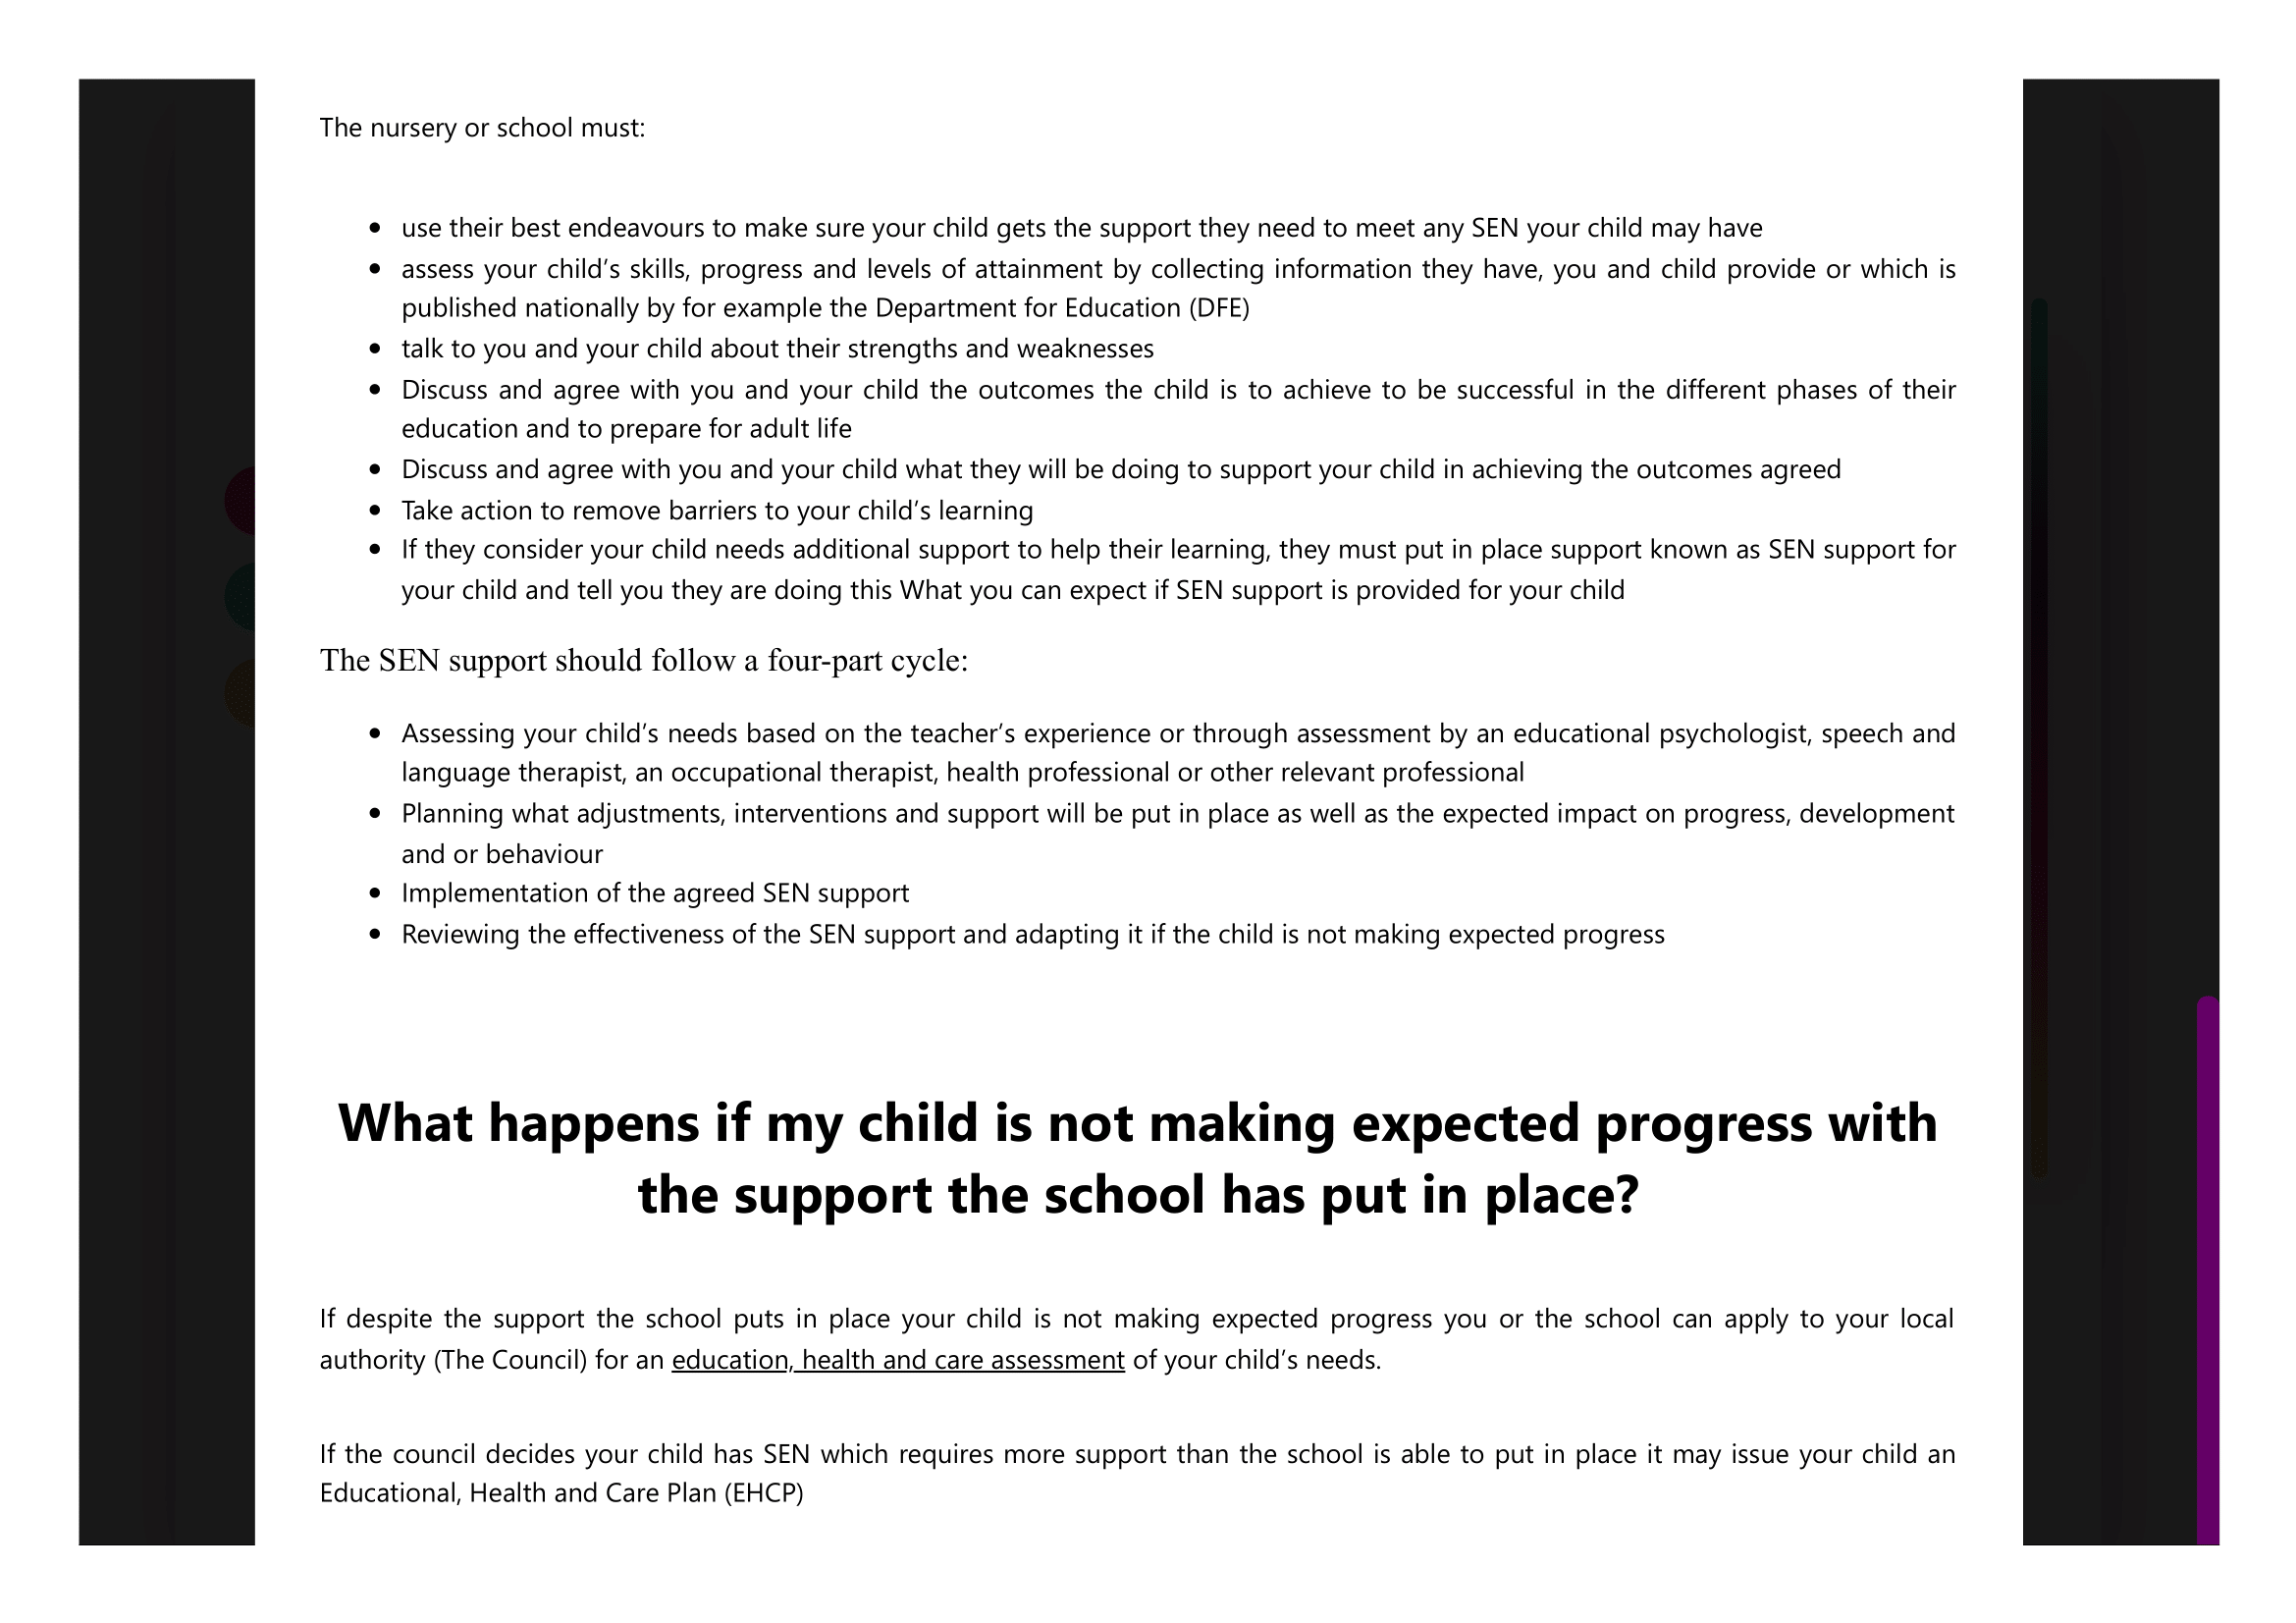 The nursery or school must:
• use their best endeavours to make sure your child gets the support they need to meet any SEN your child may have
• assess your child’s skills, progress and levels of attainment by collecting information they have, you and child provide or which is
published nationally by for example the Department for Education (DFE)
• talk to you and your child about their strengths and weaknesses
• Discuss and agree with you and your child the outcomes the child is to achieve to be successful in the different phases of their
education and to prepare for adult life
• Discuss and agree with you and your child what they will be doing to support your child in achieving the outcomes agreed
• Take action to remove barriers to your child’s learning
• If they consider your child needs additional support to help their learning, they must put in place support known as SEN support for
your child and tell you they are doing this What you can expect if SEN support is provided for your child
The SEN support should follow a four-part cycle:
• Assessing your child’s needs based on the teacher’s experience or through assessment by an educational psychologist, speech and
language therapist, an occupational therapist, health professional or other relevant professional
• Planning what adjustments, interventions and support will be put in place as well as the expected impact on progress, development
and or behaviour
• Implementation of the agreed SEN support
• Reviewing the effectiveness of the SEN support and adapting it if the child is not making expected progress
What happens if my child is not making expected progress with
the support the school has put in place?
If despite the support the school puts in place your child is not making expected progress you or the school can apply to your local
authority (The Council) for an education, health and care assessment of your child’s needs.
If the council decides your child has SEN which requires more support than the school is able to put in place it may issue your child an
Educational, Health and Care Plan (EHCP)